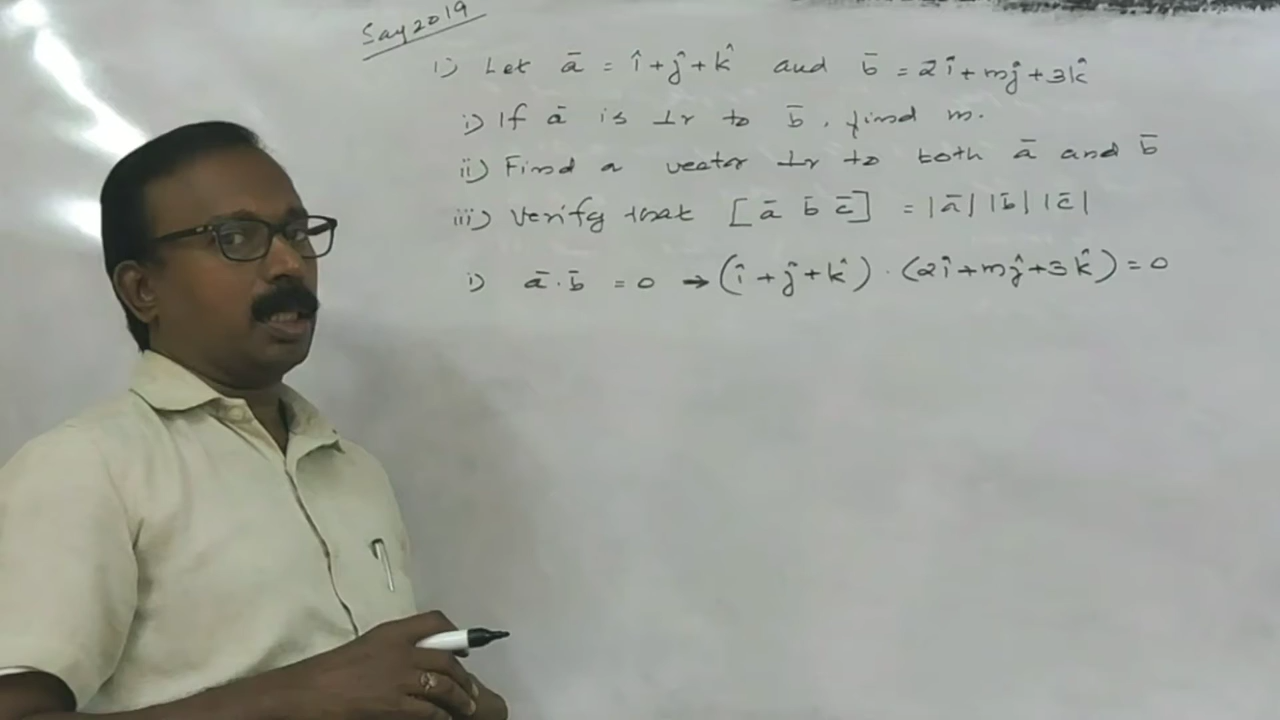 Say 2019
1) Let a̅ = î+ĵ+k̂ and b̅ = 2î+mĵ+3k̂
i) If a̅ is ⊥r to b̅, find m.
ii) Find a vector ⊥r to both a̅ and b̅
iii) Verify that [a̅ b̅ c̅] = |a̅| |b̅| |c̅|
i) a̅.b̅ = 0 → (î+ĵ+k̂) . (2î+mĵ+3k̂) = 0